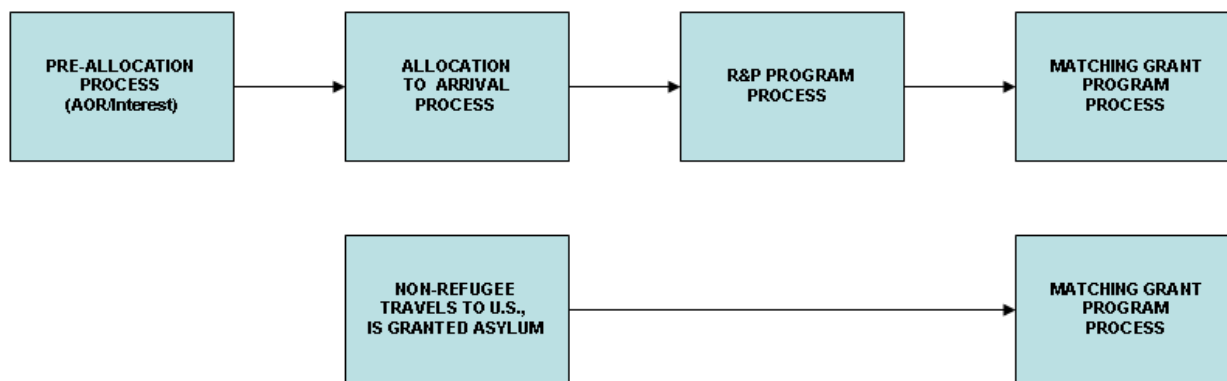 PRE-ALLOCATION
PROCESS
(AOR/Interest)
ALLOCATION
TO ARRIVAL
PROCESS
R&P PROGRAM
PROCESS
MATCHING GRANT
PROGRAM
PROCESS
NON-REFUGEE
TRAVELS TO U.S.,
IS GRANTED ASYLUM
MATCHING GRANT
PROGRAM
PROCESS